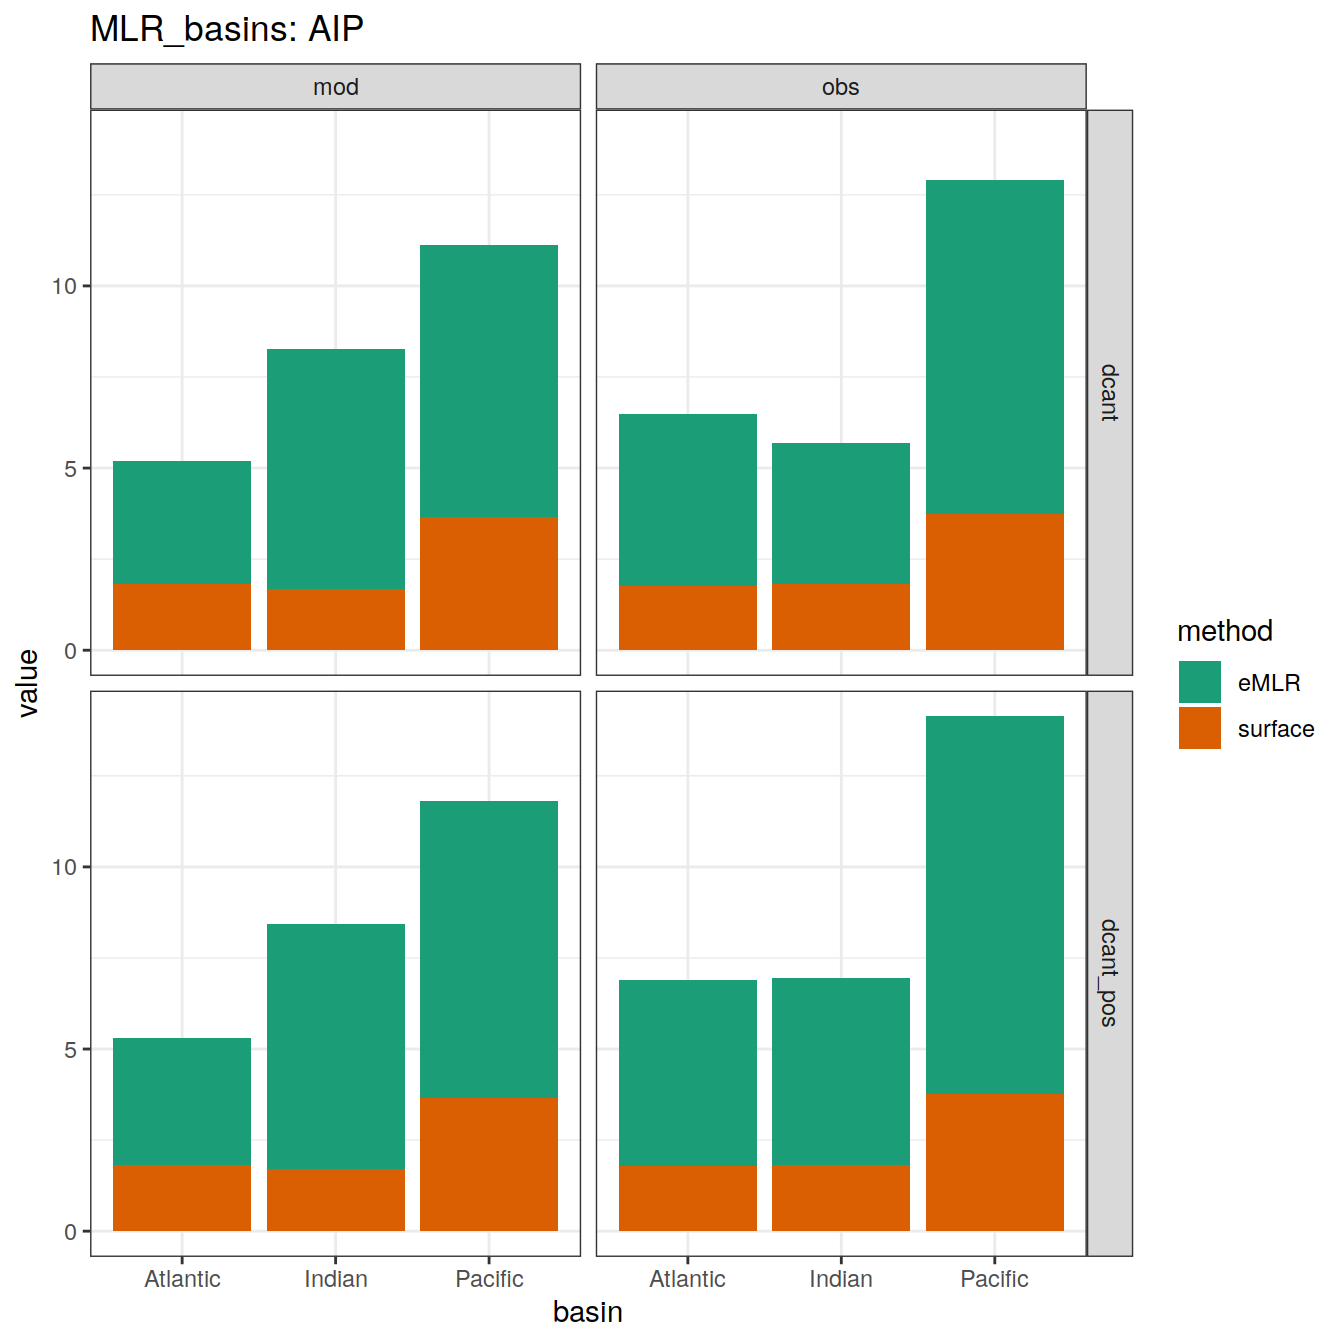 MLR_basins: AIP
mod
obs
10
5
0
dcant
10
5
0
dcant_pos
value
Atlantic
Indian
Pacific
Atlantic
Indian
Pacific
basin
method
eMLR
surface